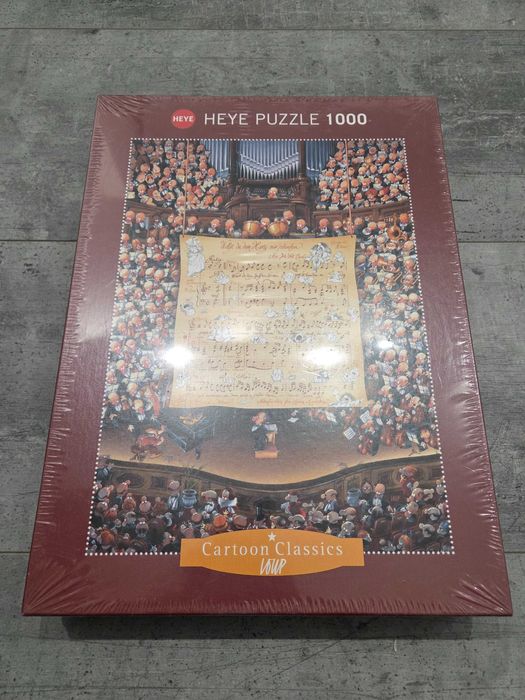 HEYE
HEYE PUZZLE 1000
Cartoon Classics
LOUP